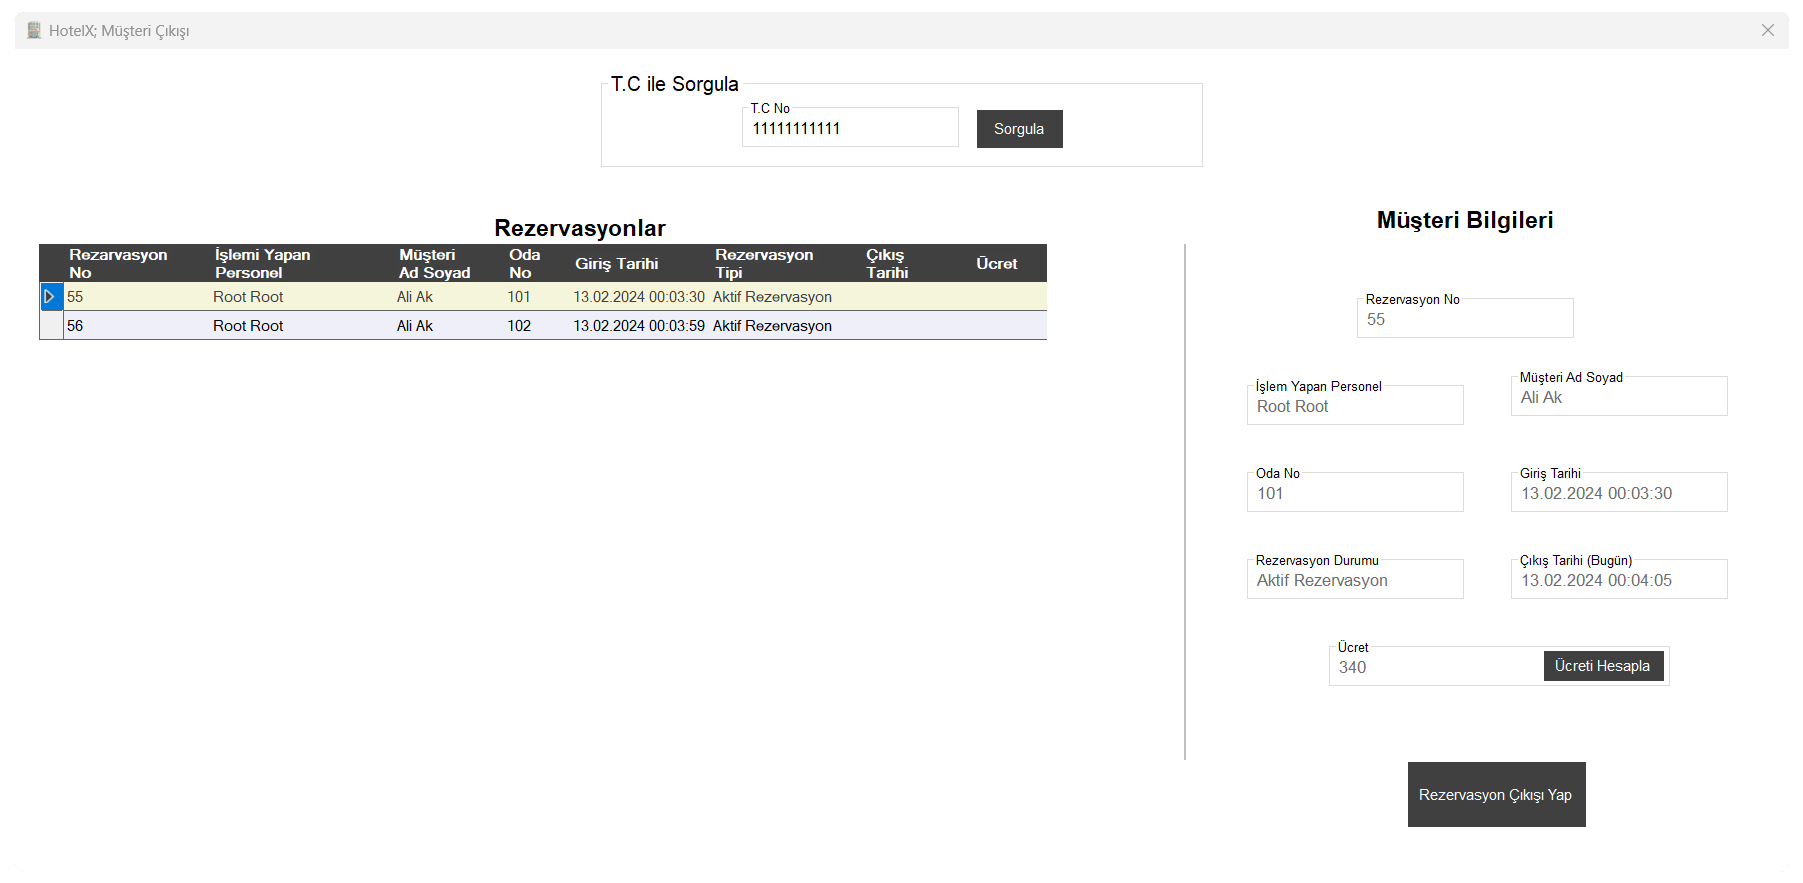 HotelX; Müşteri Çıkışı
T.C ile Sorgula
T.C No
11111111111
Sorgula
Rezervasyonlar
Rezarvasyon No İşlemi Yapan Personel Müşteri Ad Soyad Oda No Giriş Tarihi Rezervasyon Tipi Çıkış Tarihi Ücret
55 Root Root Ali Ak 101 13.02.2024 00:03:30 Aktif Rezervasyon
56 Root Root Ali Ak 102 13.02.2024 00:03:59 Aktif Rezervasyon
Müşteri Bilgileri
Rezervasyon No
55
İşlem Yapan Personel
Root Root
Müşteri Ad Soyad
Ali Ak
Oda No
101
Giriş Tarihi
13.02.2024 00:03:30
Rezervasyon Durumu
Aktif Rezervasyon
Çıkış Tarihi (Bugün)
13.02.2024 00:04:05
Ücret
340
Ücreti Hesapla
Rezervasyon Çıkışı Yap